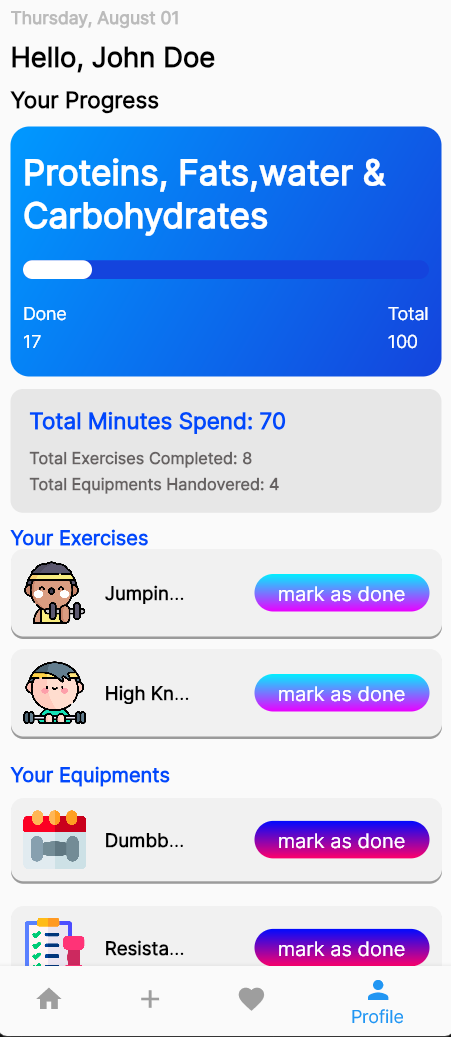 Thursday, August 01
Hello, John Doe
Your Progress
Proteins, Fats,water &
Carbohydrates
Done
Total
17
100
Total Minutes Spend: 70
Total Exercises Completed: 8
Total Equipments Handovered: 4
Your Exercises
Jumpin...
mark as done
High Kn...
mark as done
Your Equipments
Dumbb...
mark as done
Resista...
mark as done
Profile